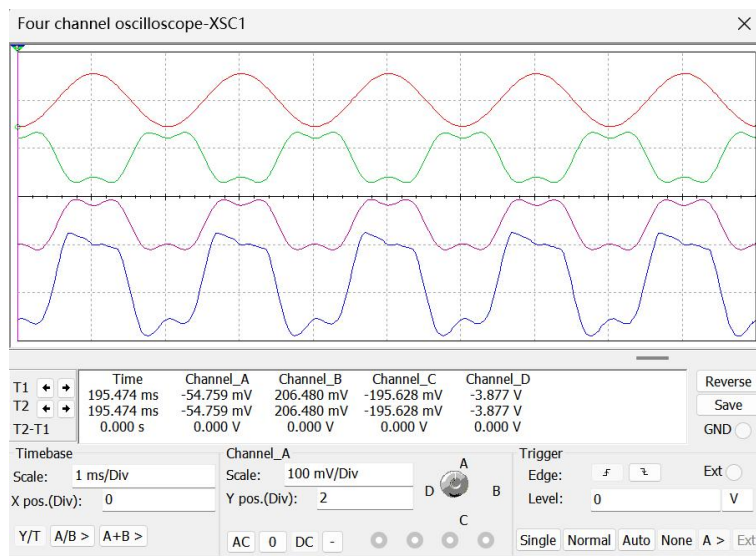 Four channel oscilloscope-XSC1
Time Channel_A Channel_B Channel_C Channel_D
T1 195.474 ms -54.759 mV 206.480 mV -195.628 mV -3.877 V
T2 195.474 ms -54.759 mV 206.480 mV -195.628 mV -3.877 V
T2-T1 0.000 s 0.000 V 0.000 V 0.000 V 0.000 V
Reverse
Save
GND
Timebase
Scale: 1 ms/Div
X pos.(Div): 0
Y/T A/B > A+B >
Channel_A
Scale: 100 mV/Div
Y pos.(Div): 2
AC 0 DC -
A
D B
C
Trigger
Edge: Ext
Level: 0 V
Single Normal Auto None A > Ext